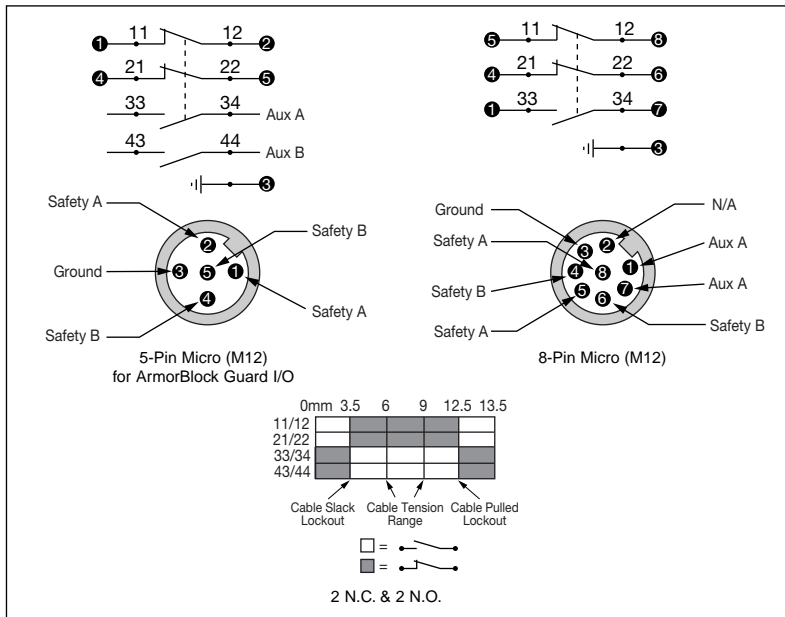 1 11 12 2
4 21 22 5
33 34 Aux A
43 44 Aux B
3
5 11 12 8
4 21 22 6
1 33 34 7
3
Safety A
Safety B
Ground
Safety B
Safety A
2
3 5 1
4
5-Pin Micro (M12)
for ArmorBlock Guard I/O
Ground
N/A
Safety A
Aux A
Safety B
Aux A
Safety A
Safety B
3 2
4 8 1
5 6 7
8-Pin Micro (M12)
0mm 3.5 6 9 12.5 13.5
11/12
21/22
33/34
43/44
Cable Slack
Lockout
Cable Tension
Range
Cable Pulled
Lockout
=
=
2 N.C. & 2 N.O.